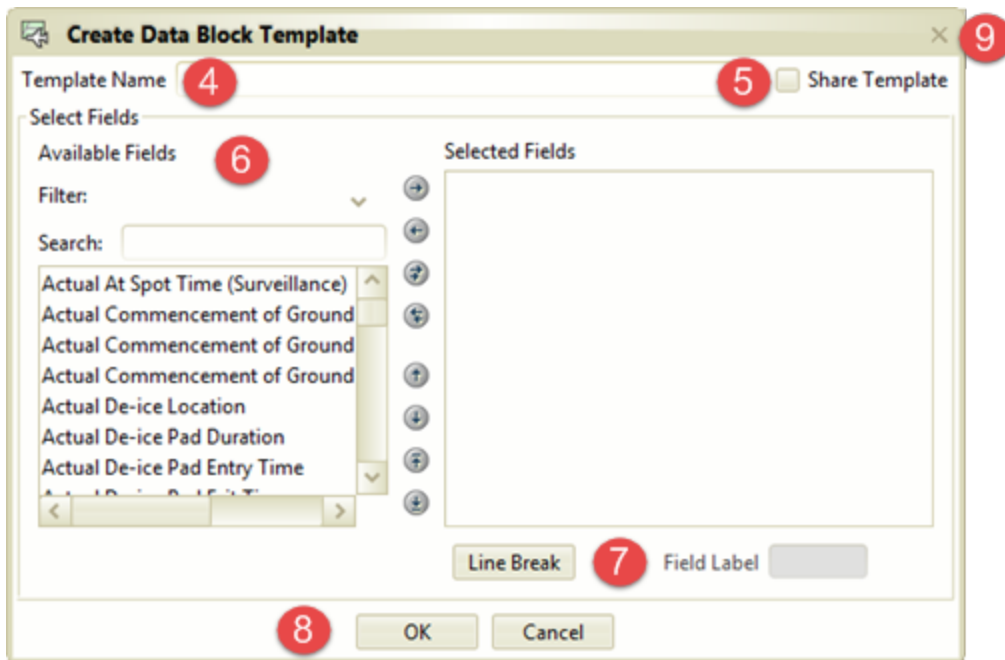 Create Data Block Template
9
Template Name 4 5 Share Template
Select Fields
Available Fields 6 Selected Fields
Filter:
Search:
Actual At Spot Time (Surveillance)
Actual Commencement of Ground
Actual Commencement of Ground
Actual Commencement of Ground
Actual De-ice Location
Actual De-ice Pad Duration
Actual De-ice Pad Entry Time
Line Break 7 Field Label
8 OK Cancel